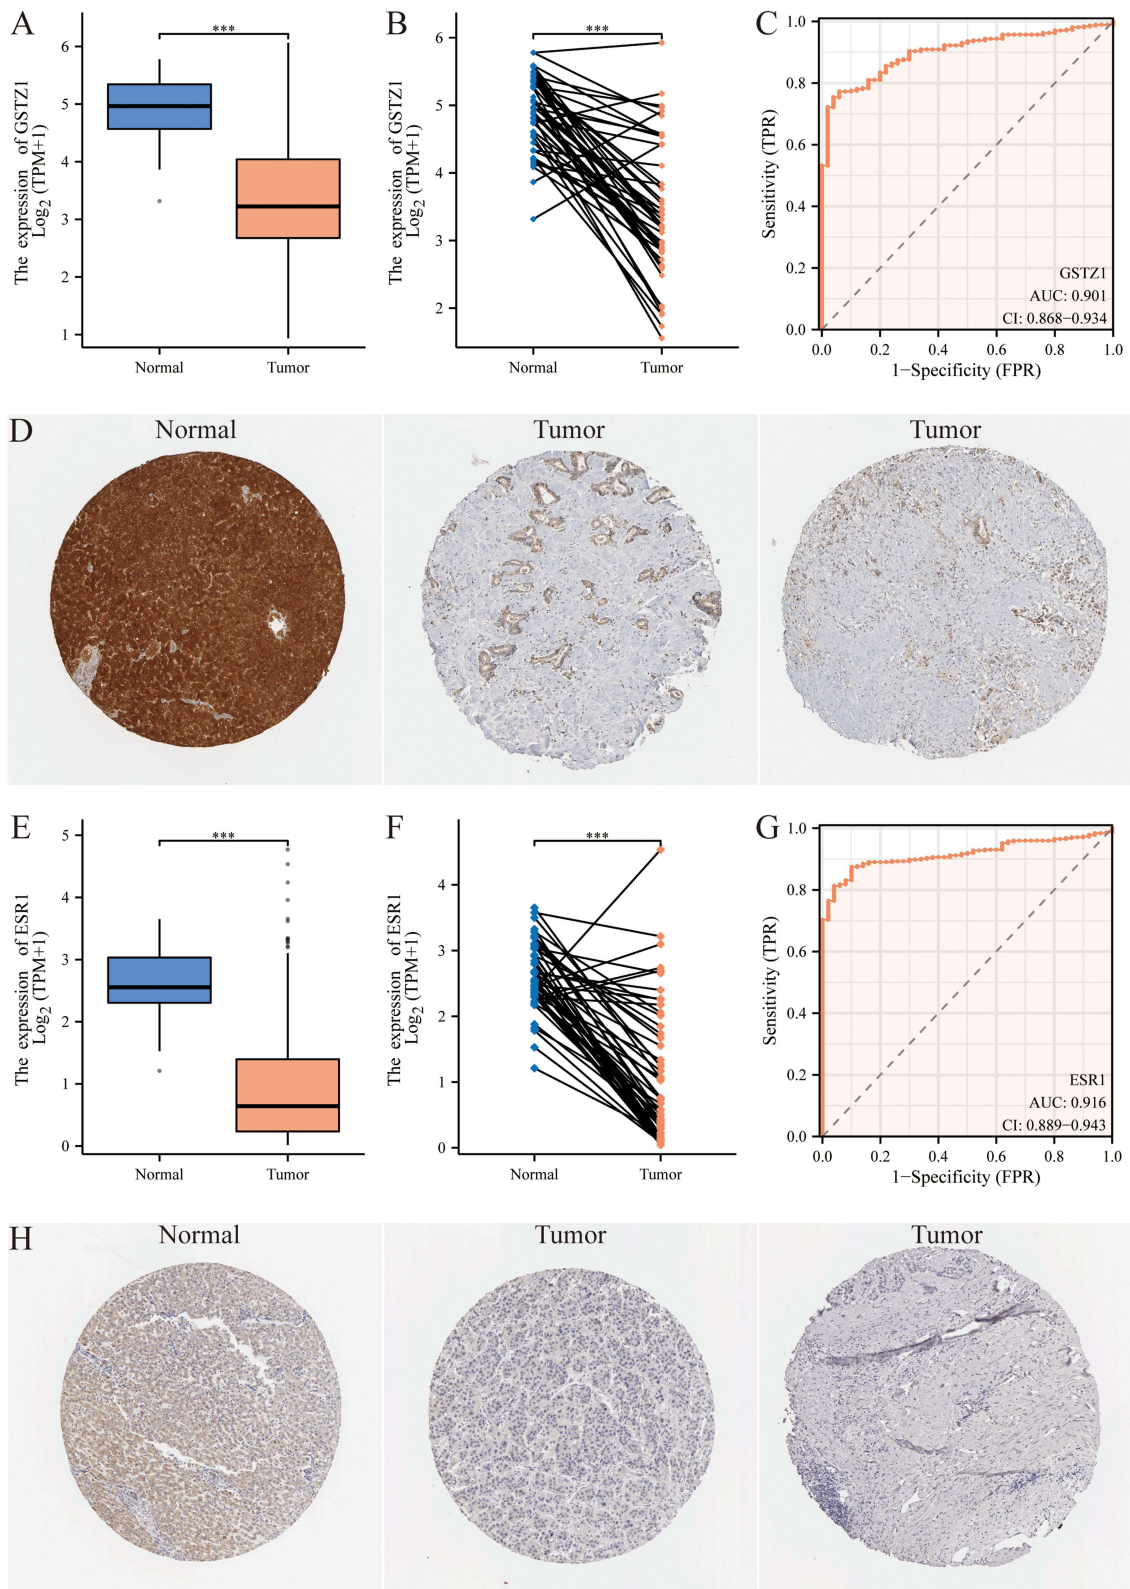 A
***
The expression of GSTZ1
Log2 (TPM+1)
6
5
4
3
2
1
Normal
Tumor
B
***
The expression of GSTZ1
Log2 (TPM+1)
6
5
4
3
2
Normal
Tumor
C
Sensitivity (TPR)
1.0
0.8
0.6
0.4
0.2
0.0
GSTZ1
AUC: 0.901
CI: 0.868−0.934
0.0 0.2 0.4 0.6 0.8 1.0
1−Specificity (FPR)
D
Normal
Tumor
Tumor
E
***
The expression of ESR1
Log2 (TPM+1)
5
4
3
2
1
0
Normal
Tumor
F
***
The expression of ESR1
Log2 (TPM+1)
4
3
2
1
0
Normal
Tumor
G
Sensitivity (TPR)
1.0
0.8
0.6
0.4
0.2
0.0
ESR1
AUC: 0.916
CI: 0.889−0.943
0.0 0.2 0.4 0.6 0.8 1.0
1−Specificity (FPR)
H
Normal
Tumor
Tumor